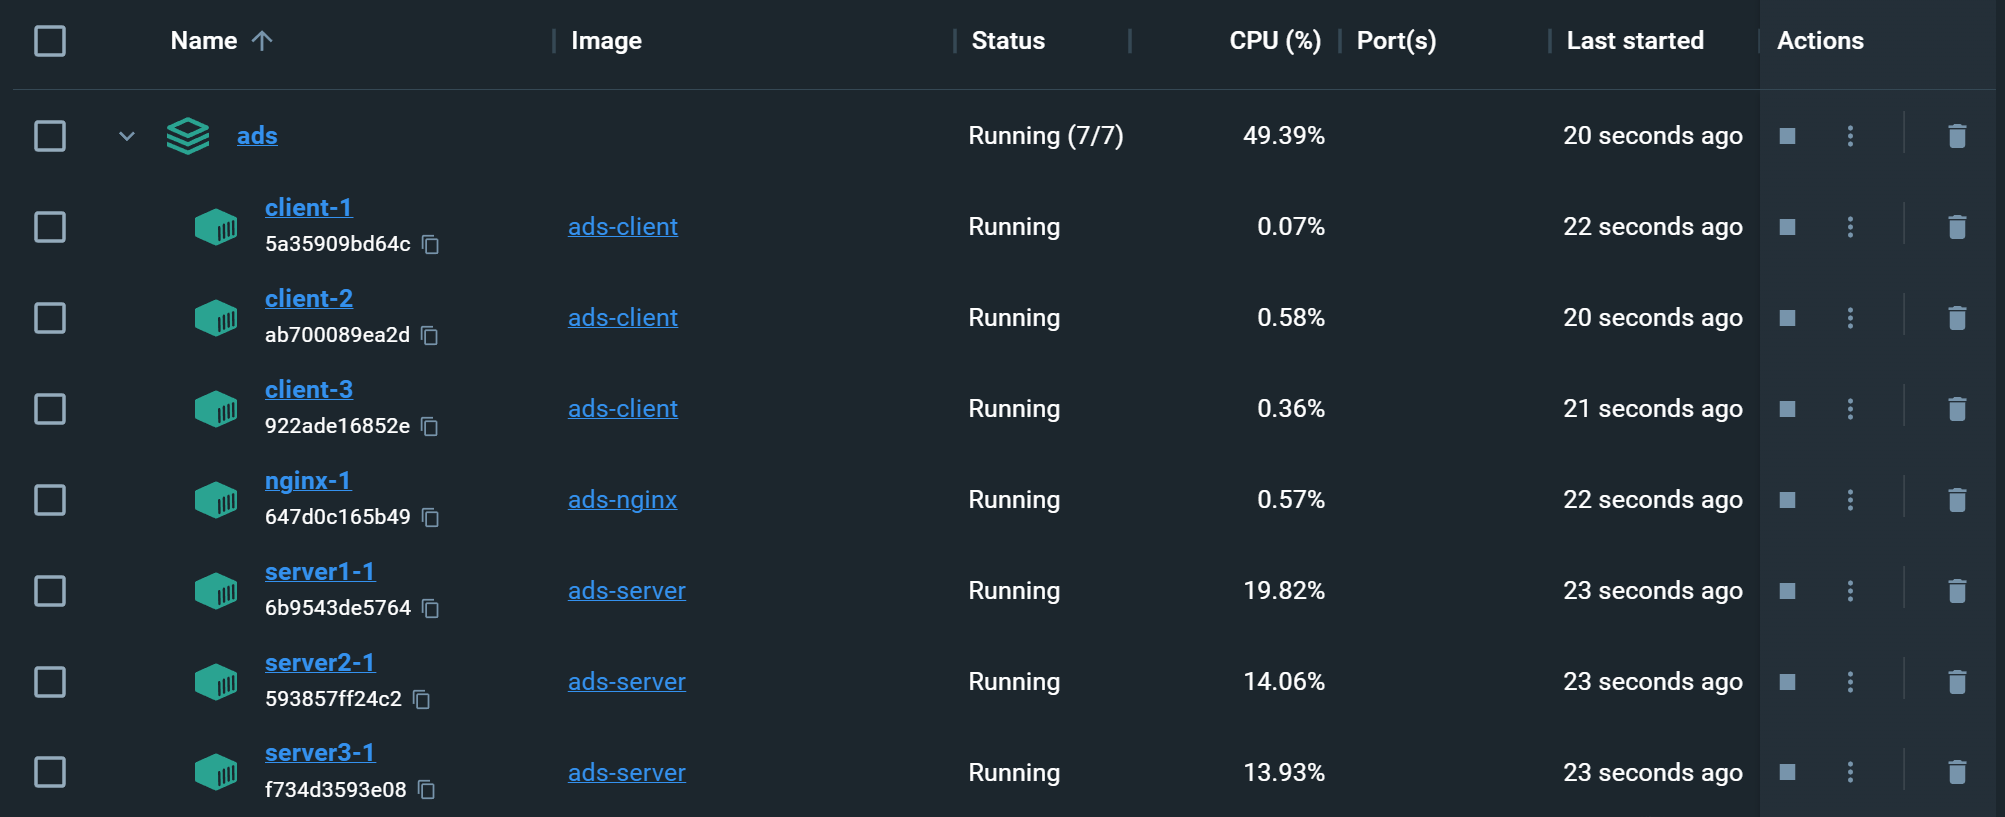 Name Image Status CPU (%) Port(s) Last started Actions
ads Running (7/7) 49.39% 20 seconds ago
client-1
5a35909bd64c ads-client Running 0.07% 22 seconds ago
client-2
ab700089ea2d ads-client Running 0.58% 20 seconds ago
client-3
922ade16852e ads-client Running 0.36% 21 seconds ago
nginx-1
647d0c165b49 ads-nginx Running 0.57% 22 seconds ago
server1-1
6b9543de5764 ads-server Running 19.82% 23 seconds ago
server2-1
593857ff24c2 ads-server Running 14.06% 23 seconds ago
server3-1
f734d3593e08 ads-server Running 13.93% 23 seconds ago